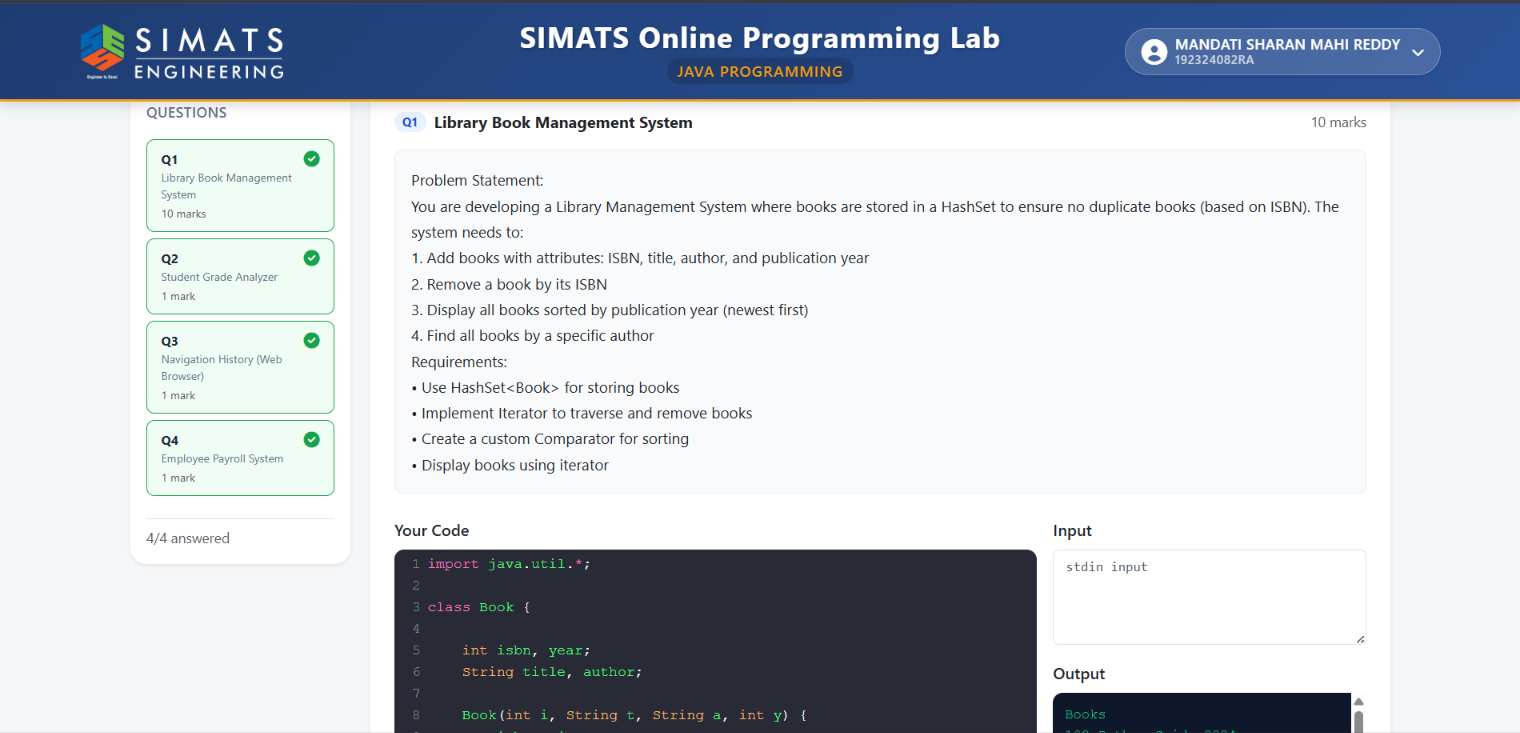 SIMATS
ENGINEERING
Engineer to Excel
SIMATS Online Programming Lab
JAVA PROGRAMMING
MANDATI SHARAN MAHI REDDY
192324082RA
QUESTIONS
Q1
Library Book Management
System
10 marks
Q2
Student Grade Analyzer
1 mark
Q3
Navigation History (Web
Browser)
1 mark
Q4
Employee Payroll System
1 mark
4/4 answered
Q1 Library Book Management System
10 marks
Problem Statement:
You are developing a Library Management System where books are stored in a HashSet to ensure no duplicate books (based on ISBN). The
system needs to:
1. Add books with attributes: ISBN, title, author, and publication year
2. Remove a book by its ISBN
3. Display all books sorted by publication year (newest first)
4. Find all books by a specific author
Requirements:
• Use HashSet<Book> for storing books
• Implement Iterator to traverse and remove books
• Create a custom Comparator for sorting
• Display books using iterator
Your Code
1 import java.util.*;
2
3 class Book {
4
5 int isbn, year;
6 String title, author;
7
8 Book(int i, String t, String a, int y) {
Input
stdin input
Output
Books